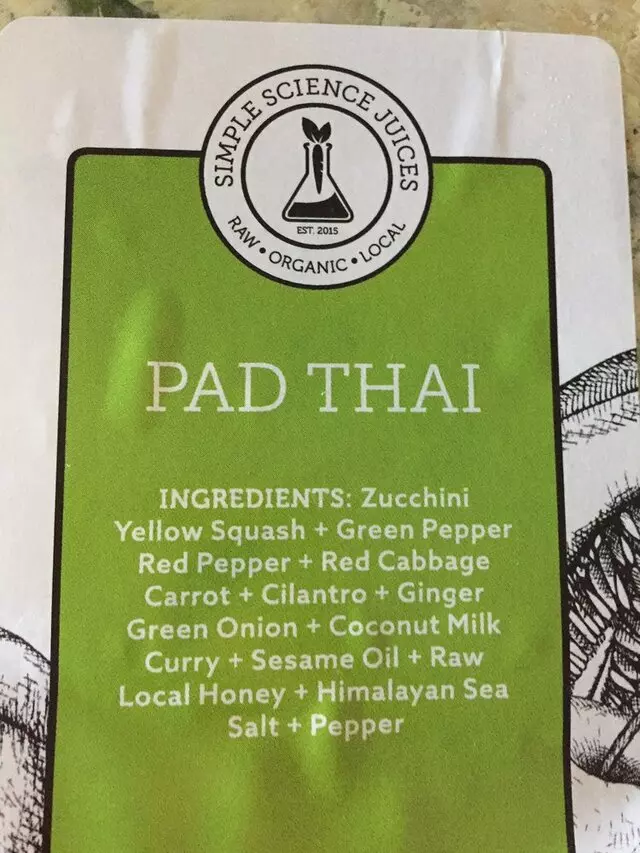 SIMPLE SCIENCE JUICES
EST. 2015
RAW • ORGANIC • LOCAL
PAD THAI
INGREDIENTS: Zucchini
Yellow Squash + Green Pepper
Red Pepper + Red Cabbage
Carrot + Cilantro + Ginger
Green Onion + Coconut Milk
Curry + Sesame Oil + Raw
Local Honey + Himalayan Sea
Salt + Pepper